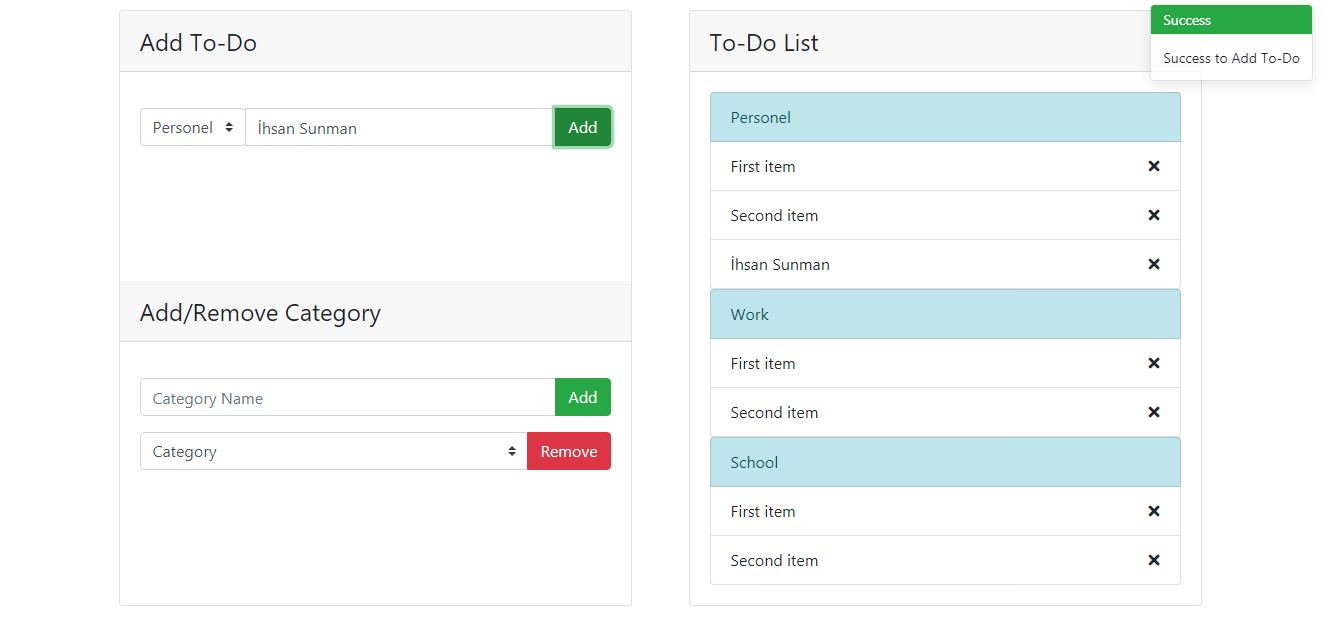 Add To-Do
Personel
İhsan Sunman
Add
Add/Remove Category
Category Name
Add
Category
Remove
To-Do List
Success
Success to Add To-Do
Personel
First item
Second item
İhsan Sunman
Work
First item
Second item
School
First item
Second item